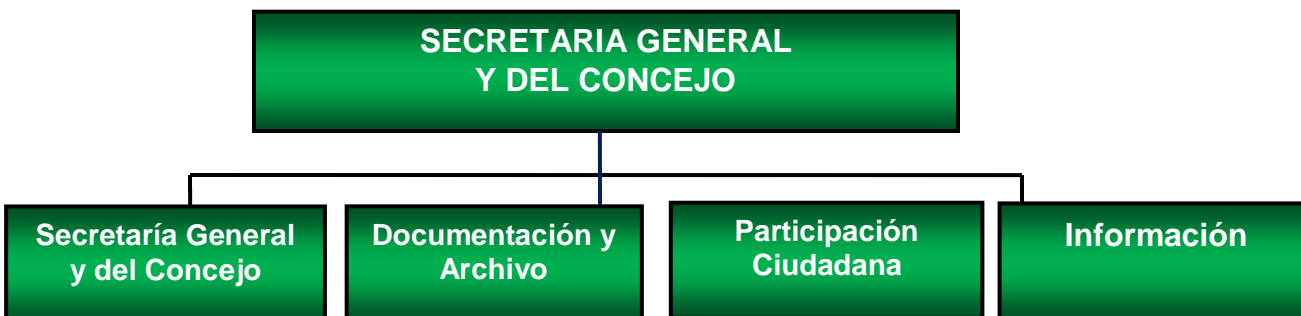 SECRETARIA GENERAL
Y DEL CONCEJO
Secretaría General
y del Concejo
Documentación y
Archivo
Participación
Ciudadana
Información